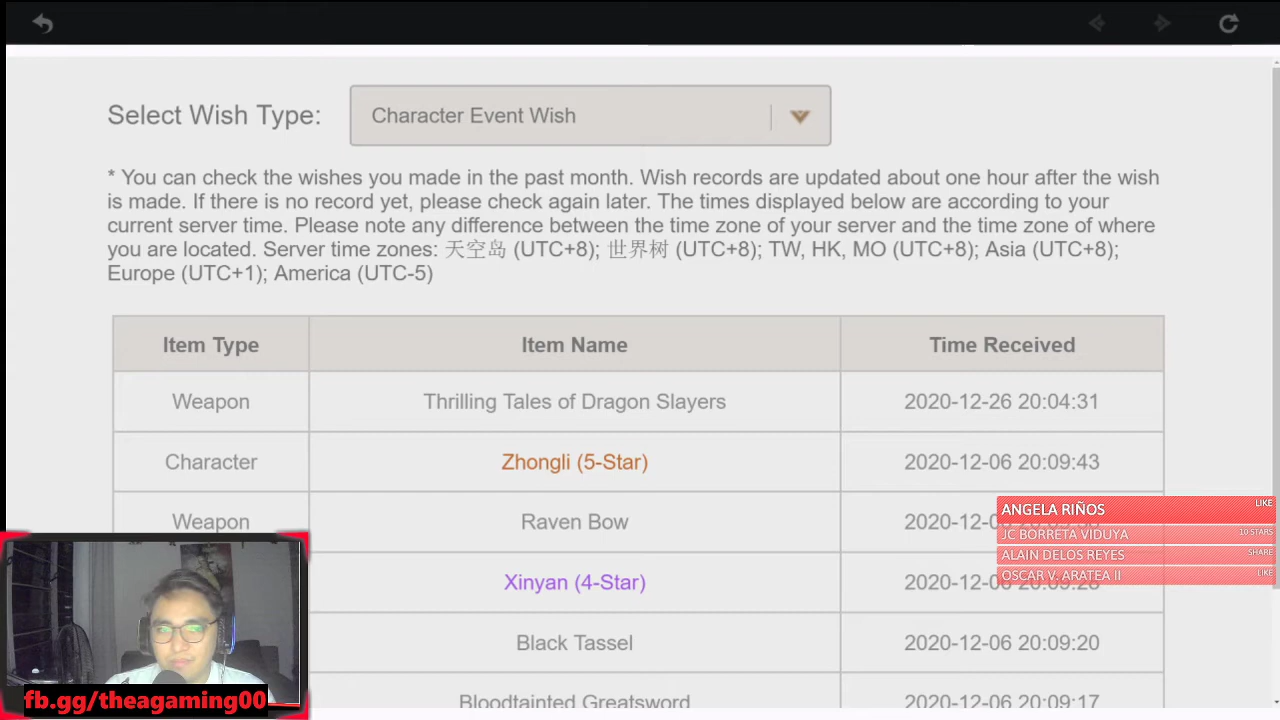 Select Wish Type:
Character Event Wish
* You can check the wishes you made in the past month. Wish records are updated about one hour after the wish
is made. If there is no record yet, please check again later. The times displayed below are according to your
current server time. Please note any difference between the time zone of your server and the time zone of where
you are located. Server time zones: 天空岛 (UTC+8); 世界树 (UTC+8); TW, HK, MO (UTC+8); Asia (UTC+8);
Europe (UTC+1); America (UTC-5)
Item Type Item Name Time Received
Weapon Thrilling Tales of Dragon Slayers 2020-12-26 20:04:31
Character Zhongli (5-Star) 2020-12-06 20:09:43
Weapon Raven Bow
ANGELA RIÑOS LIKE
JC BORRETA VIDUYA 10 STARS
ALAIN DELOS REYES SHARE
OSCAR V. ARATEA II LIKE
Xinyan (4-Star)
Black Tassel 2020-12-06 20:09:20
Bloodtainted Greatsword 2020-12-06 20:09:17
fb.gg/theagaming00